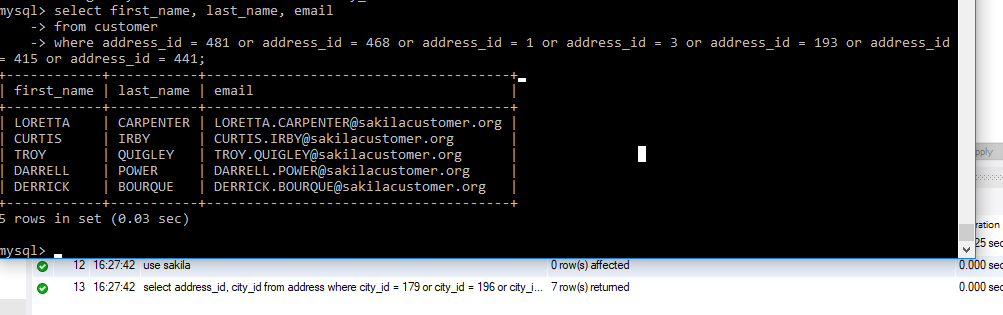 mysql> select first_name, last_name, email
-> from customer
-> where address_id = 481 or address_id = 468 or address_id = 1 or address_id = 3 or address_id = 193 or address_id
= 415 or address_id = 441;
+------------+-----------+------------------------------------+
| first_name | last_name | email |
+------------+-----------+------------------------------------+
| LORETTA | CARPENTER | LORETTA.CARPENTER@sakilacustomer.org |
| CURTIS | IRBY | CURTIS.IRBY@sakilacustomer.org |
| TROY | QUIGLEY | TROY.QUIGLEY@sakilacustomer.org |
| DARRELL | POWER | DARRELL.POWER@sakilacustomer.org |
| DERRICK | BOURQUE | DERRICK.BOURQUE@sakilacustomer.org |
+------------+-----------+------------------------------------+
5 rows in set (0.03 sec)
mysql>
pply
ration
25 sec
12 16:27:42 use sakila 0 row(s) affected 0.000 sec
13 16:27:42 select address_id, city_id from address where city_id = 179 or city_id = 196 or city_i... 7 row(s) returned 0.000 sec